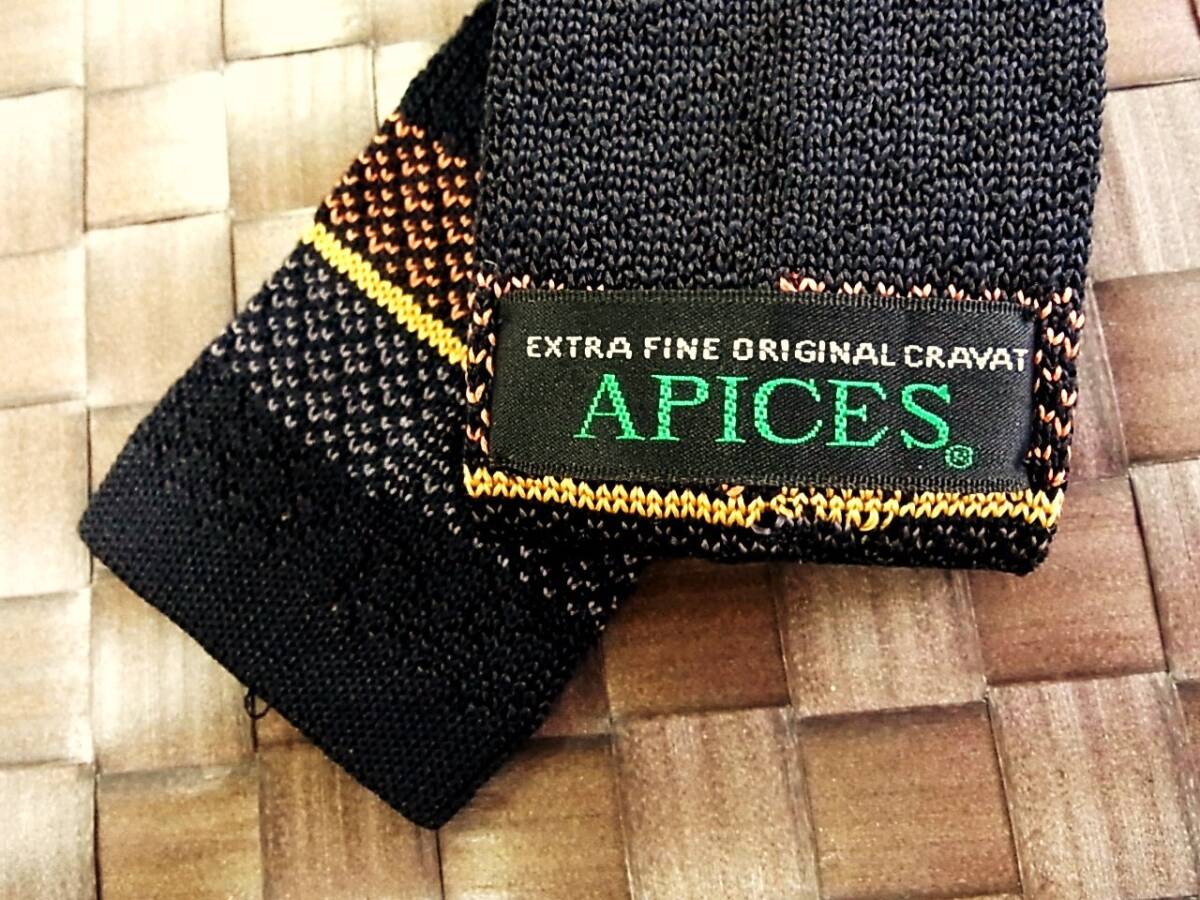 EXTRA FINE ORIGINAL CRAVAT
APICES®